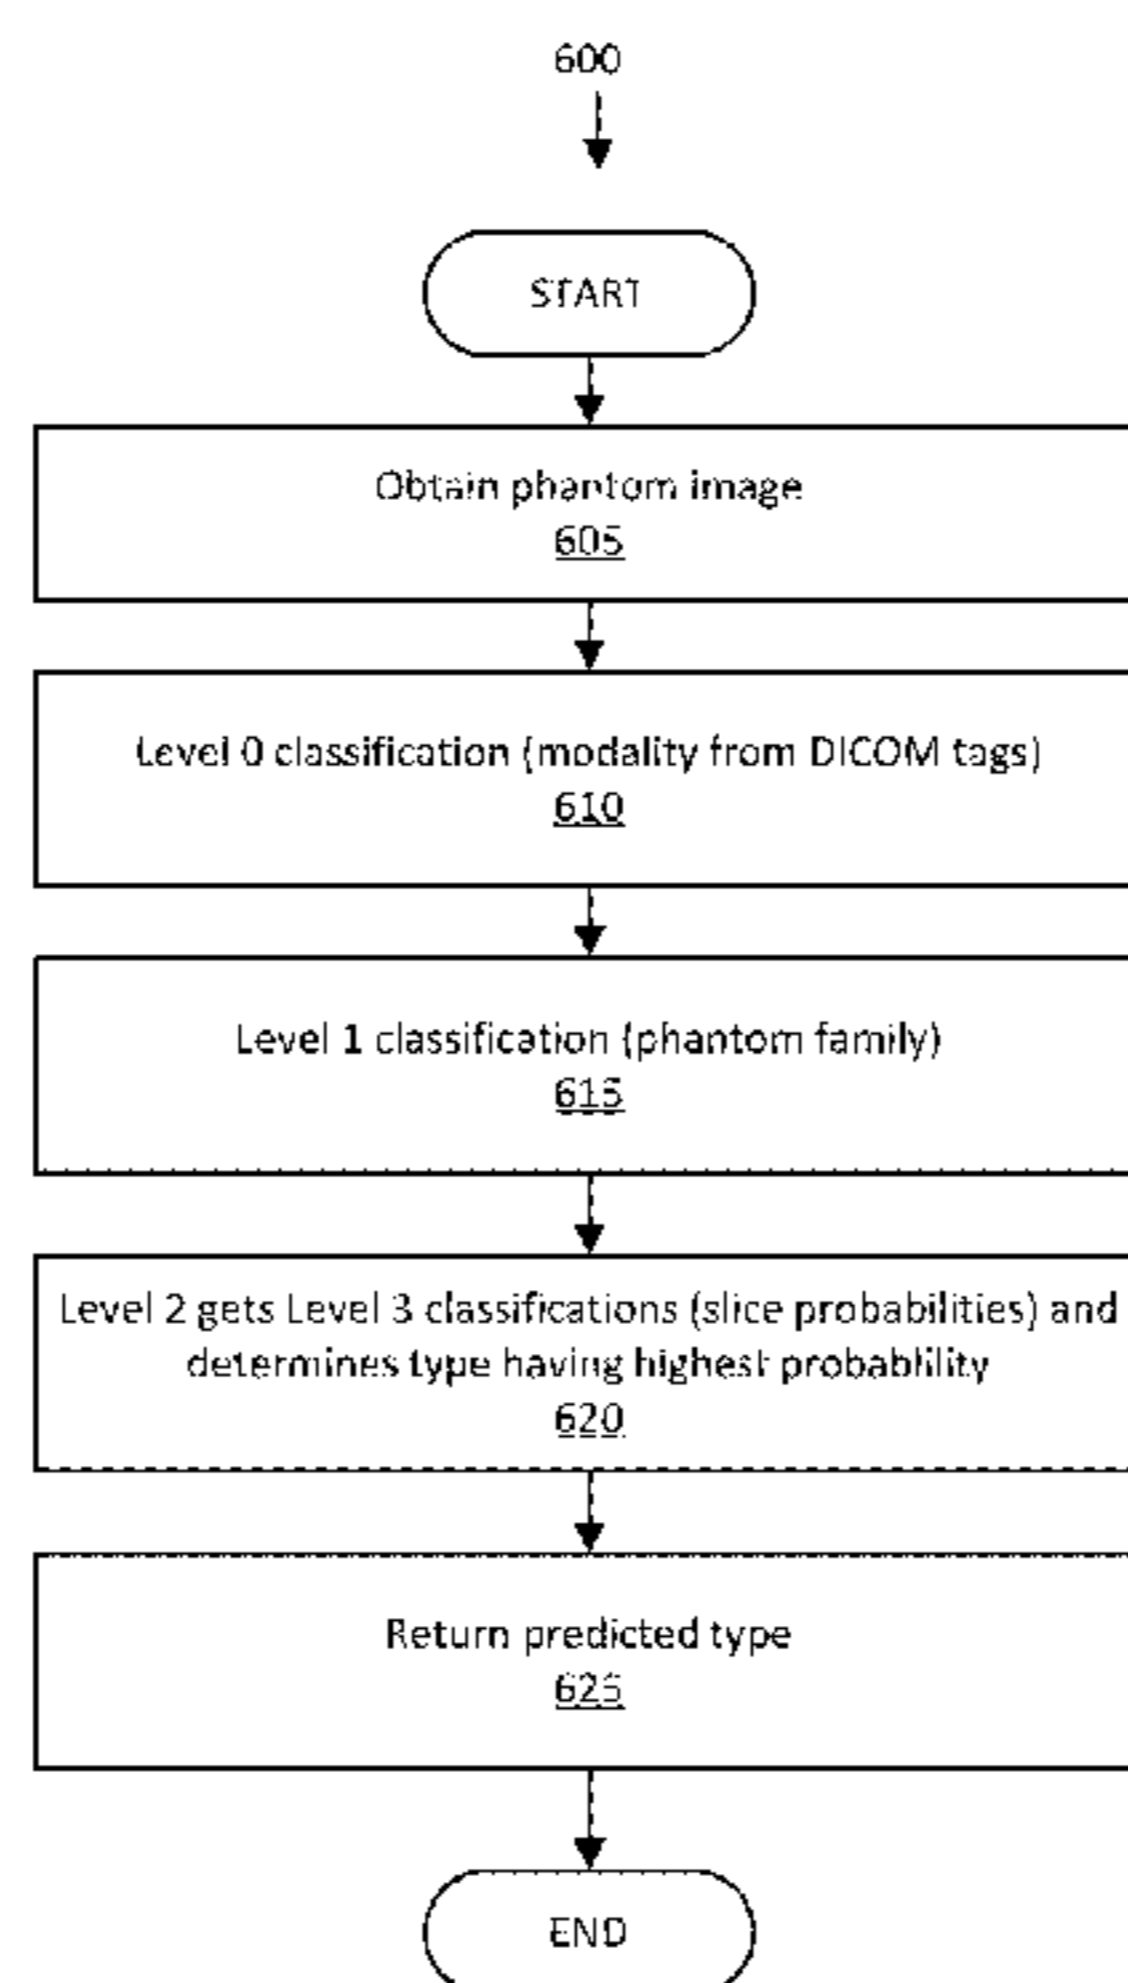 600
START
Obtain phantom image
605
Level 0 classification (modality from DICOM tags)
610
Level 1 classification (phantom family)
615
Level 2 gets Level 3 classifications (slice probabilities) and
determines type having highest probablility
620
Return predicted type
625
END